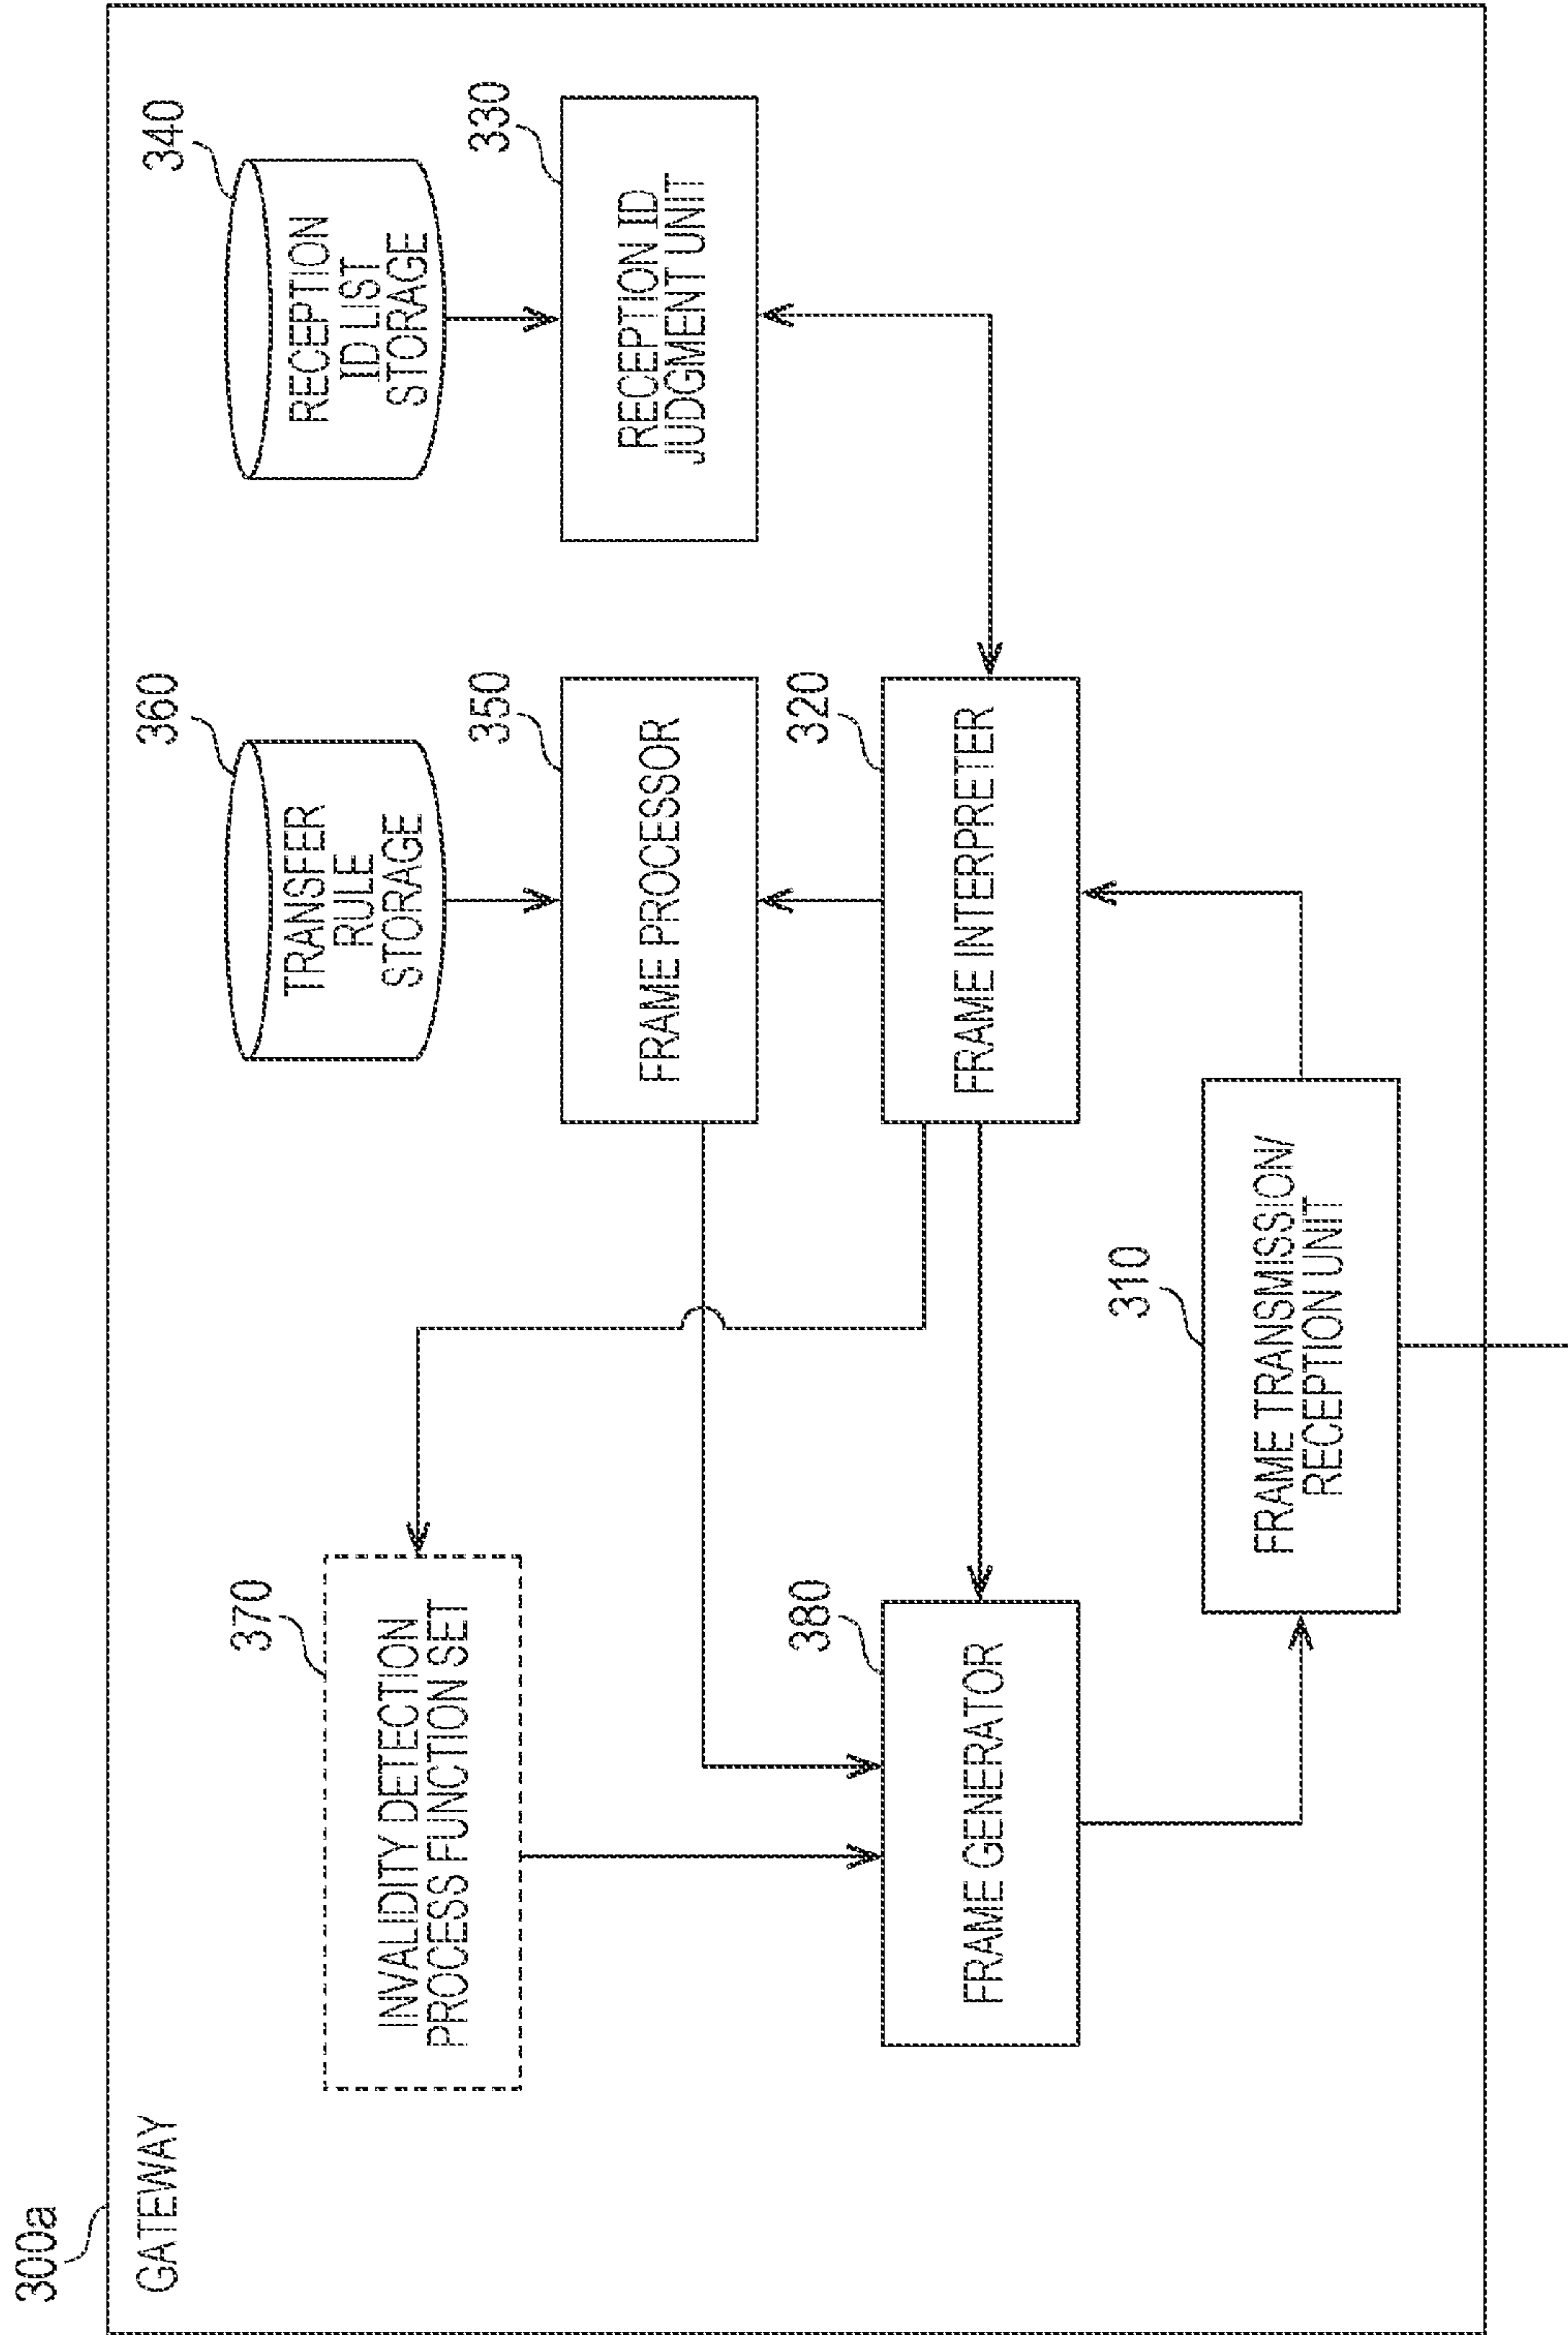 300a
GATEWAY
370
INVALIDITY DETECTION
PROCESS FUNCTION SET
360
TRANSFER
RULE
STORAGE
340
RECEPTION
ID LIST
STORAGE
350
FRAME PROCESSOR
330
RECEPTION ID
JUDGMENT UNIT
380
FRAME GENERATOR
320
FRAME INTERPRETER
310
FRAME TRANSMISSION/
RECEPTION UNIT